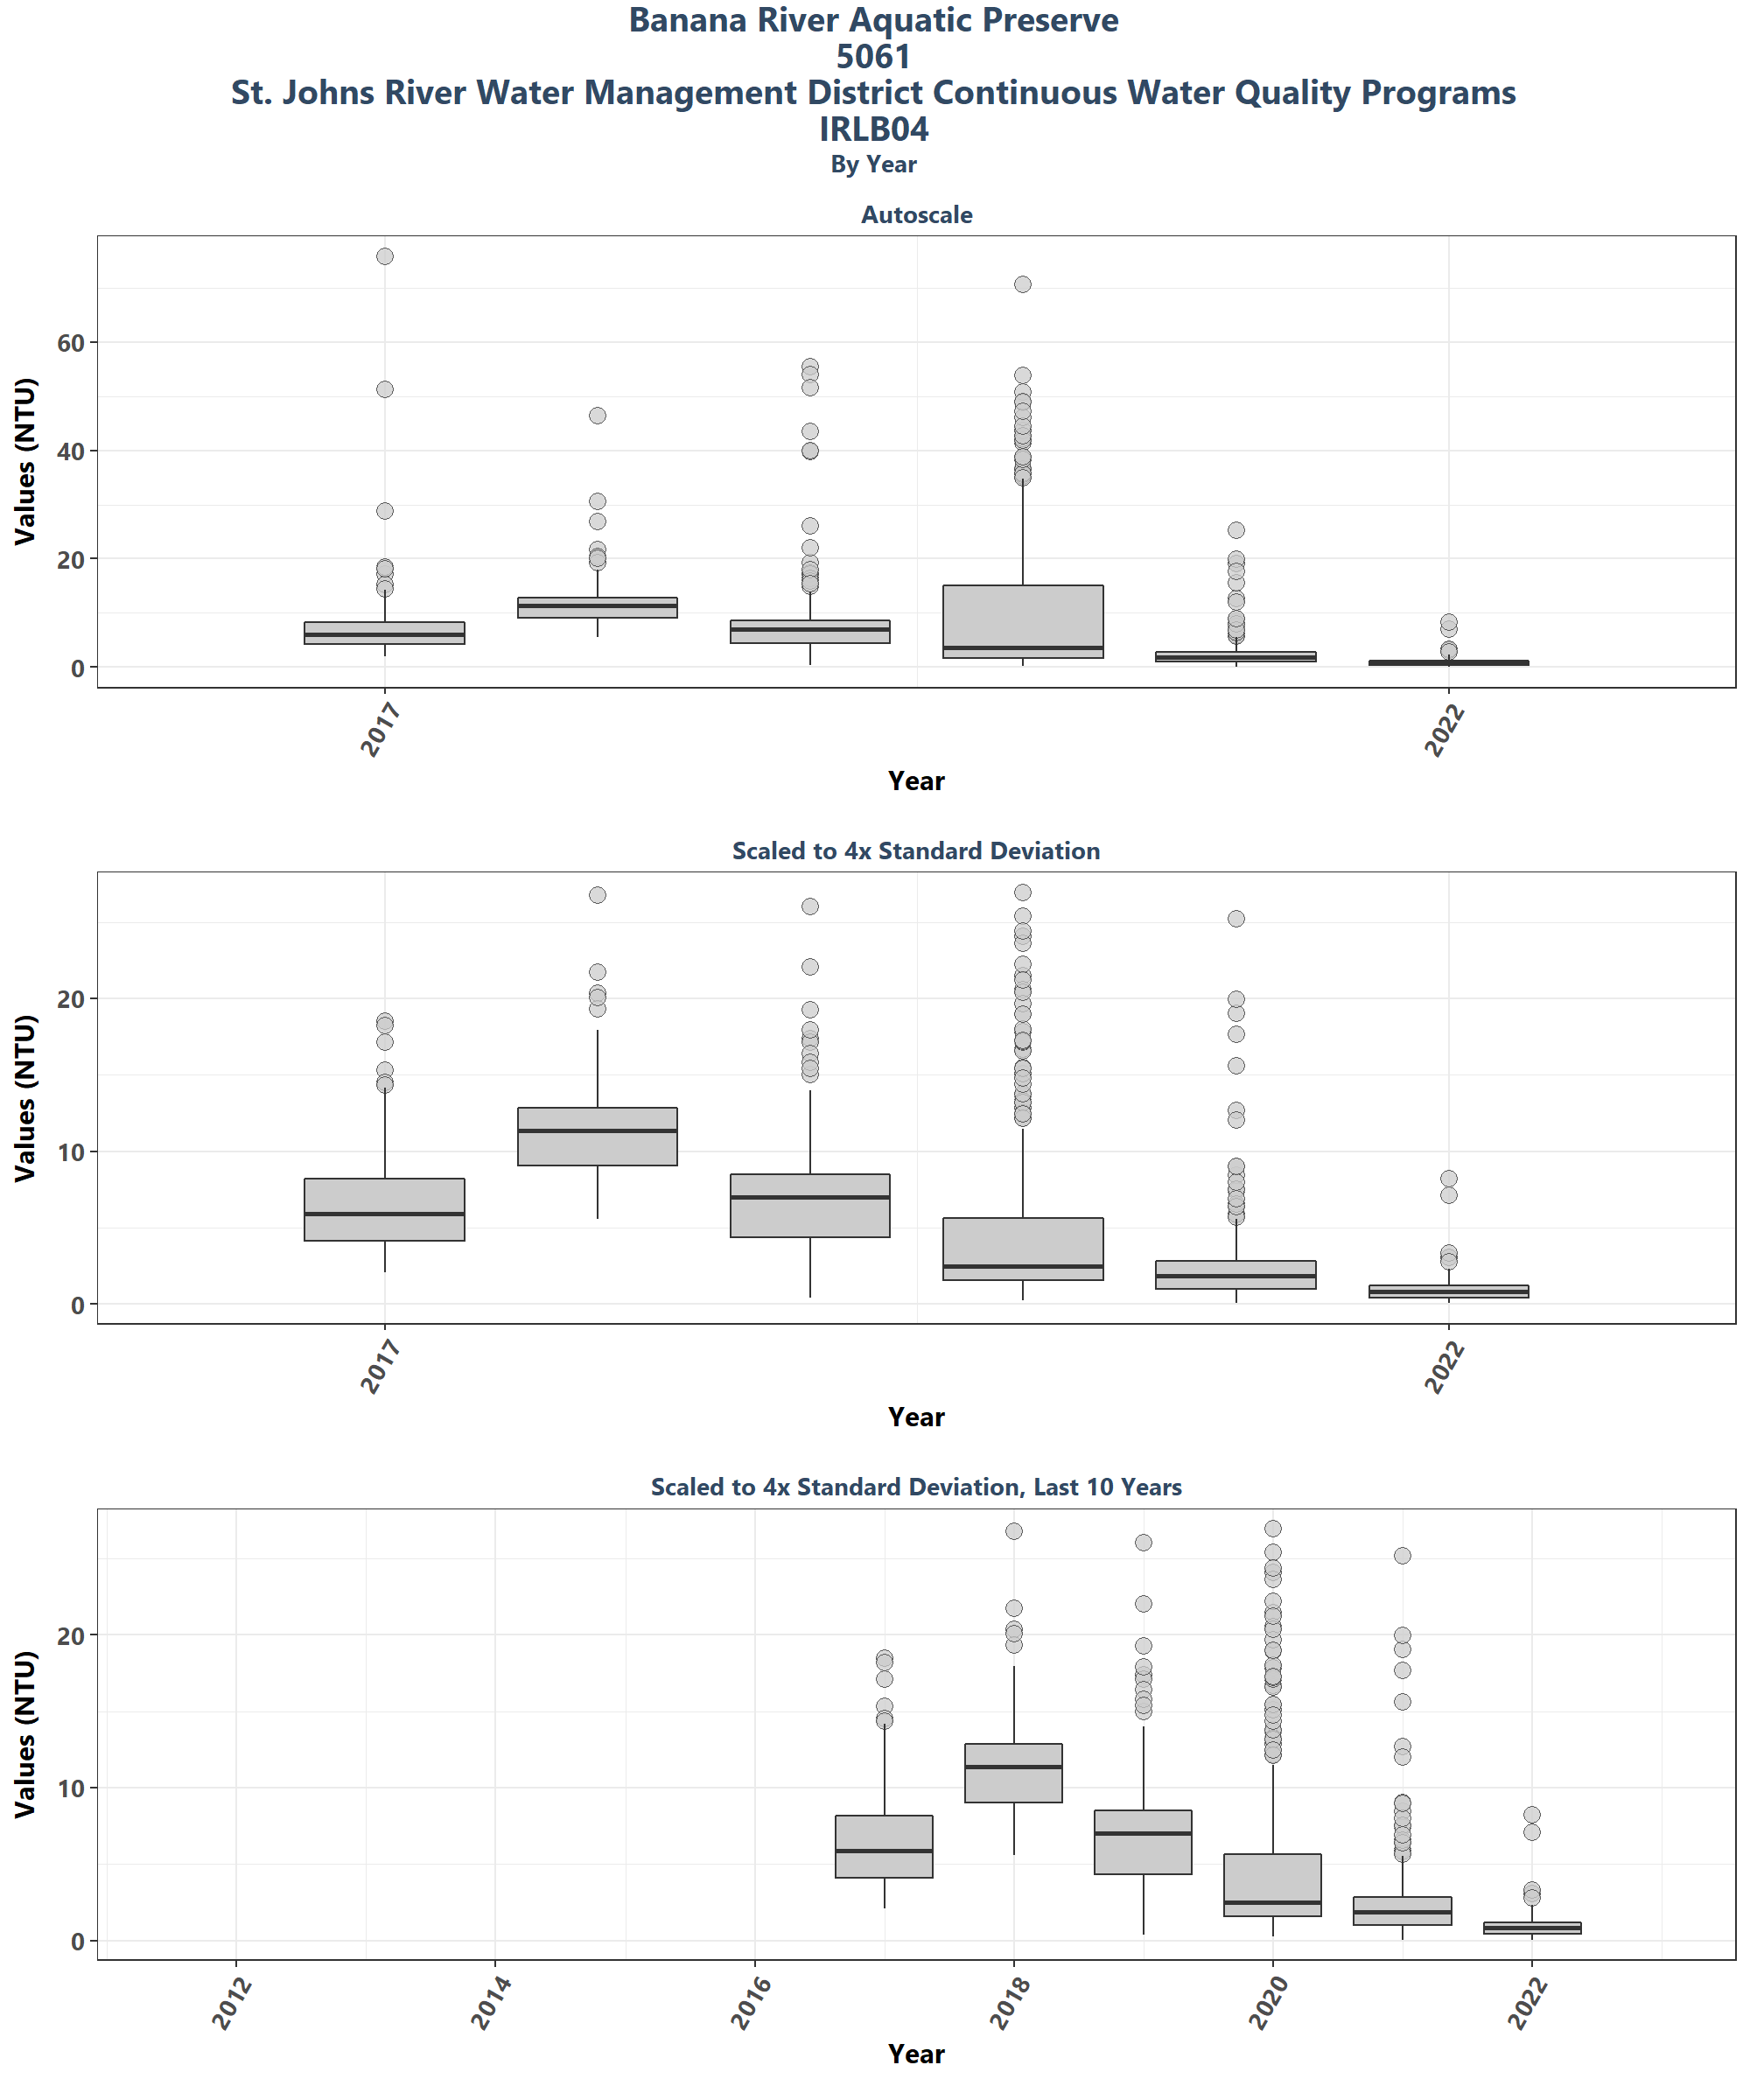 Banana River Aquatic Preserve
5061
St. Johns River Water Management District Continuous Water Quality Programs
IRLB04
By Year
Autoscale
Values (NTU)
60
40
20
0
2017
2022
Year
Scaled to 4x Standard Deviation
Values (NTU)
20
10
0
2017
2022
Year
Scaled to 4x Standard Deviation, Last 10 Years
Values (NTU)
20
10
0
2012
2014
2016
2018
2020
2022
Year